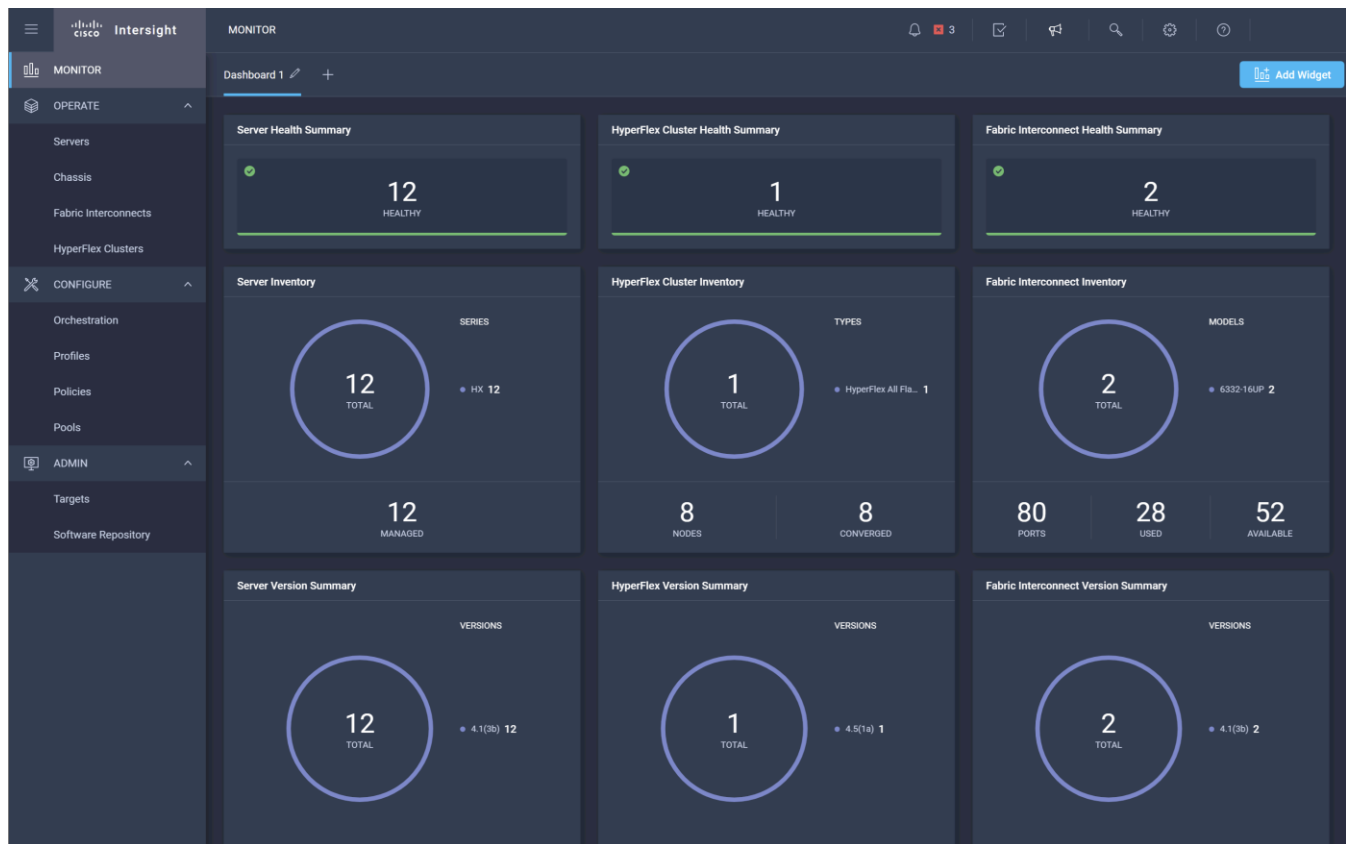 cisco Intersight
MONITOR
3
MONITOR
OPERATE
Servers
Chassis
Fabric Interconnects
HyperFlex Clusters
CONFIGURE
Orchestration
Profiles
Policies
Pools
ADMIN
Targets
Software Repository
Dashboard 1
Add Widget
Server Health Summary
12
HEALTHY
HyperFlex Cluster Health Summary
1
HEALTHY
Fabric Interconnect Health Summary
2
HEALTHY
Server Inventory
SERIES
12
TOTAL
HX 12
12
MANAGED
HyperFlex Cluster Inventory
TYPES
1
TOTAL
HyperFlex All Fla... 1
8
NODES
8
CONVERGED
Fabric Interconnect Inventory
MODELS
2
TOTAL
6332-16UP 2
80
PORTS
28
USED
52
AVAILABLE
Server Version Summary
VERSIONS
12
TOTAL
4.1(3b) 12
HyperFlex Version Summary
VERSIONS
1
TOTAL
4.5(1a) 1
Fabric Interconnect Version Summary
VERSIONS
2
TOTAL
4.1(3b) 2